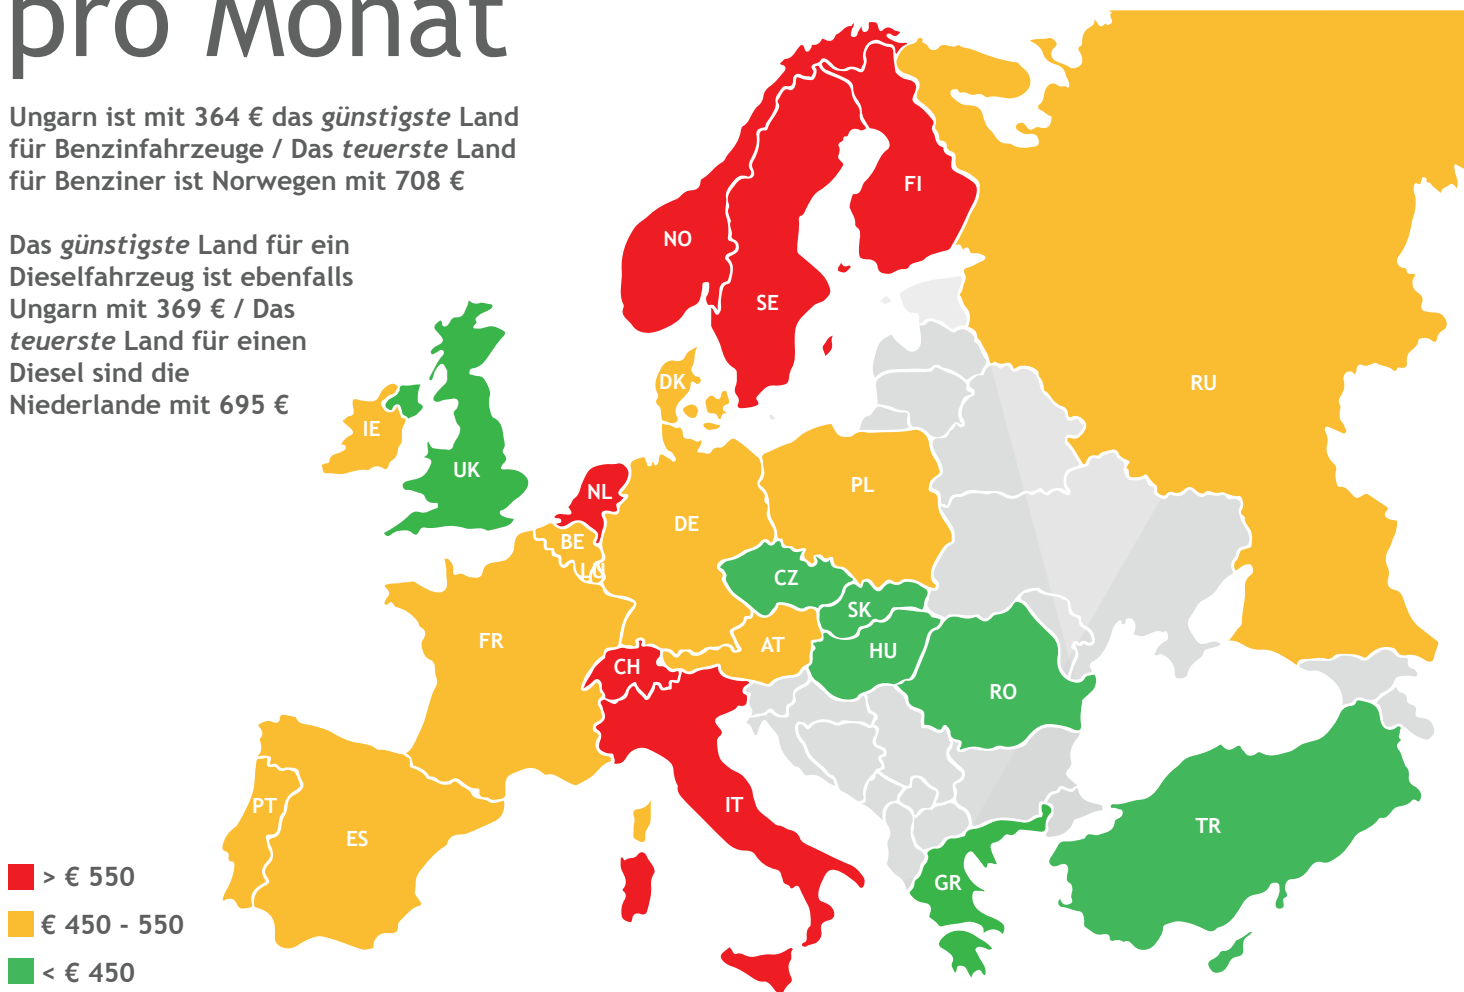 pro Monat
Ungarn ist mit 364 € das günstigste Land
für Benzinfahrzeuge / Das teuerste Land
für Benziner ist Norwegen mit 708 €
Das günstigste Land für ein
Dieselfahrzeug ist ebenfalls
Ungarn mit 369 € / Das
teuerste Land für einen
Diesel sind die
Niederlande mit 695 €
FI
NO
SE
DK
RU
IE
UK
NL
PL
DE
BE
LU
CZ
SK
FR
AT
HU
CH
RO
PT
IT
ES
TR
GR
> € 550
€ 450 - 550
< € 450